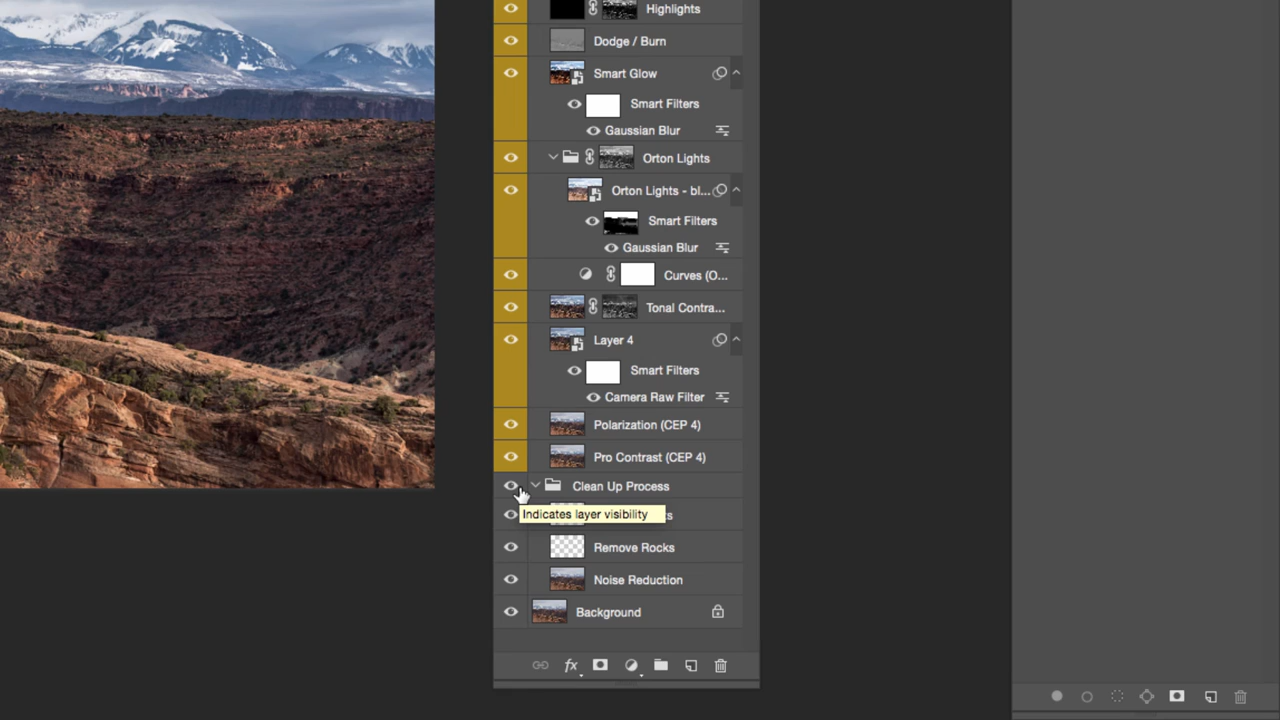 Highlights
Dodge / Burn
Smart Glow
Smart Filters
Gaussian Blur
Orton Lights
Orton Lights - bl...
Smart Filters
Gaussian Blur
Curves (O...
Tonal Contra...
Layer 4
Smart Filters
Camera Raw Filter
Polarization (CEP 4)
Pro Contrast (CEP 4)
Clean Up Process
Indicates layer visibility
Remove Rocks
Noise Reduction
Background
fx